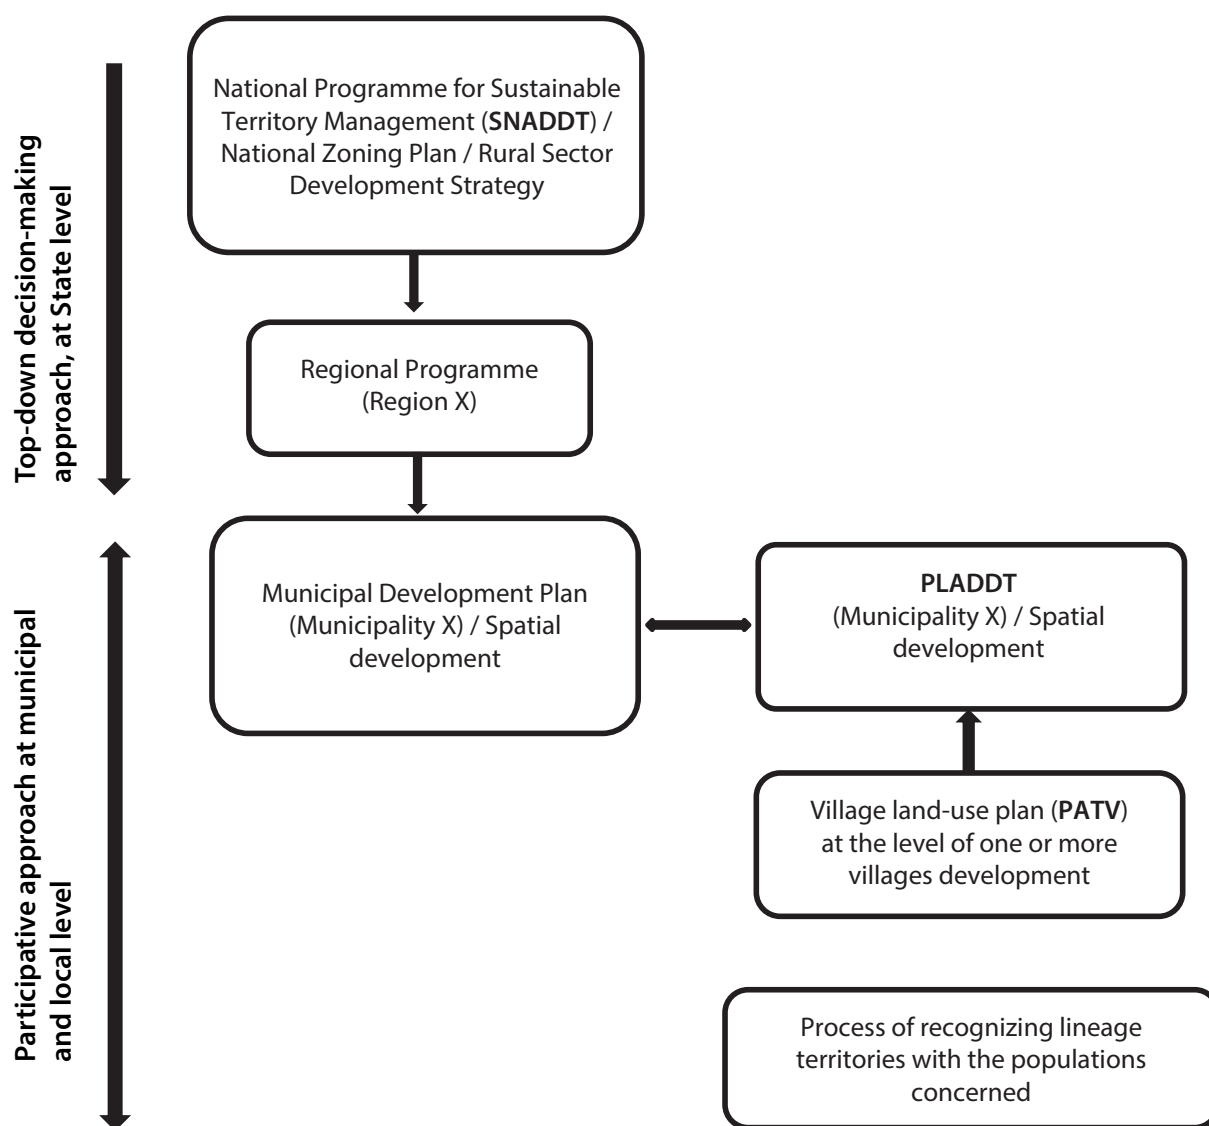 Top-down decision-making
approach, at State level
National Programme for Sustainable
Territory Management (SNADDT) /
National Zoning Plan / Rural Sector
Development Strategy
Regional Programme
(Region X)
Participative approach at municipal
and local level
Municipal Development Plan
(Municipality X) / Spatial
development
PLADDT
(Municipality X) / Spatial
development
Village land-use plan (PATV)
at the level of one or more
villages development
Process of recognizing lineage
territories with the populations
concerned